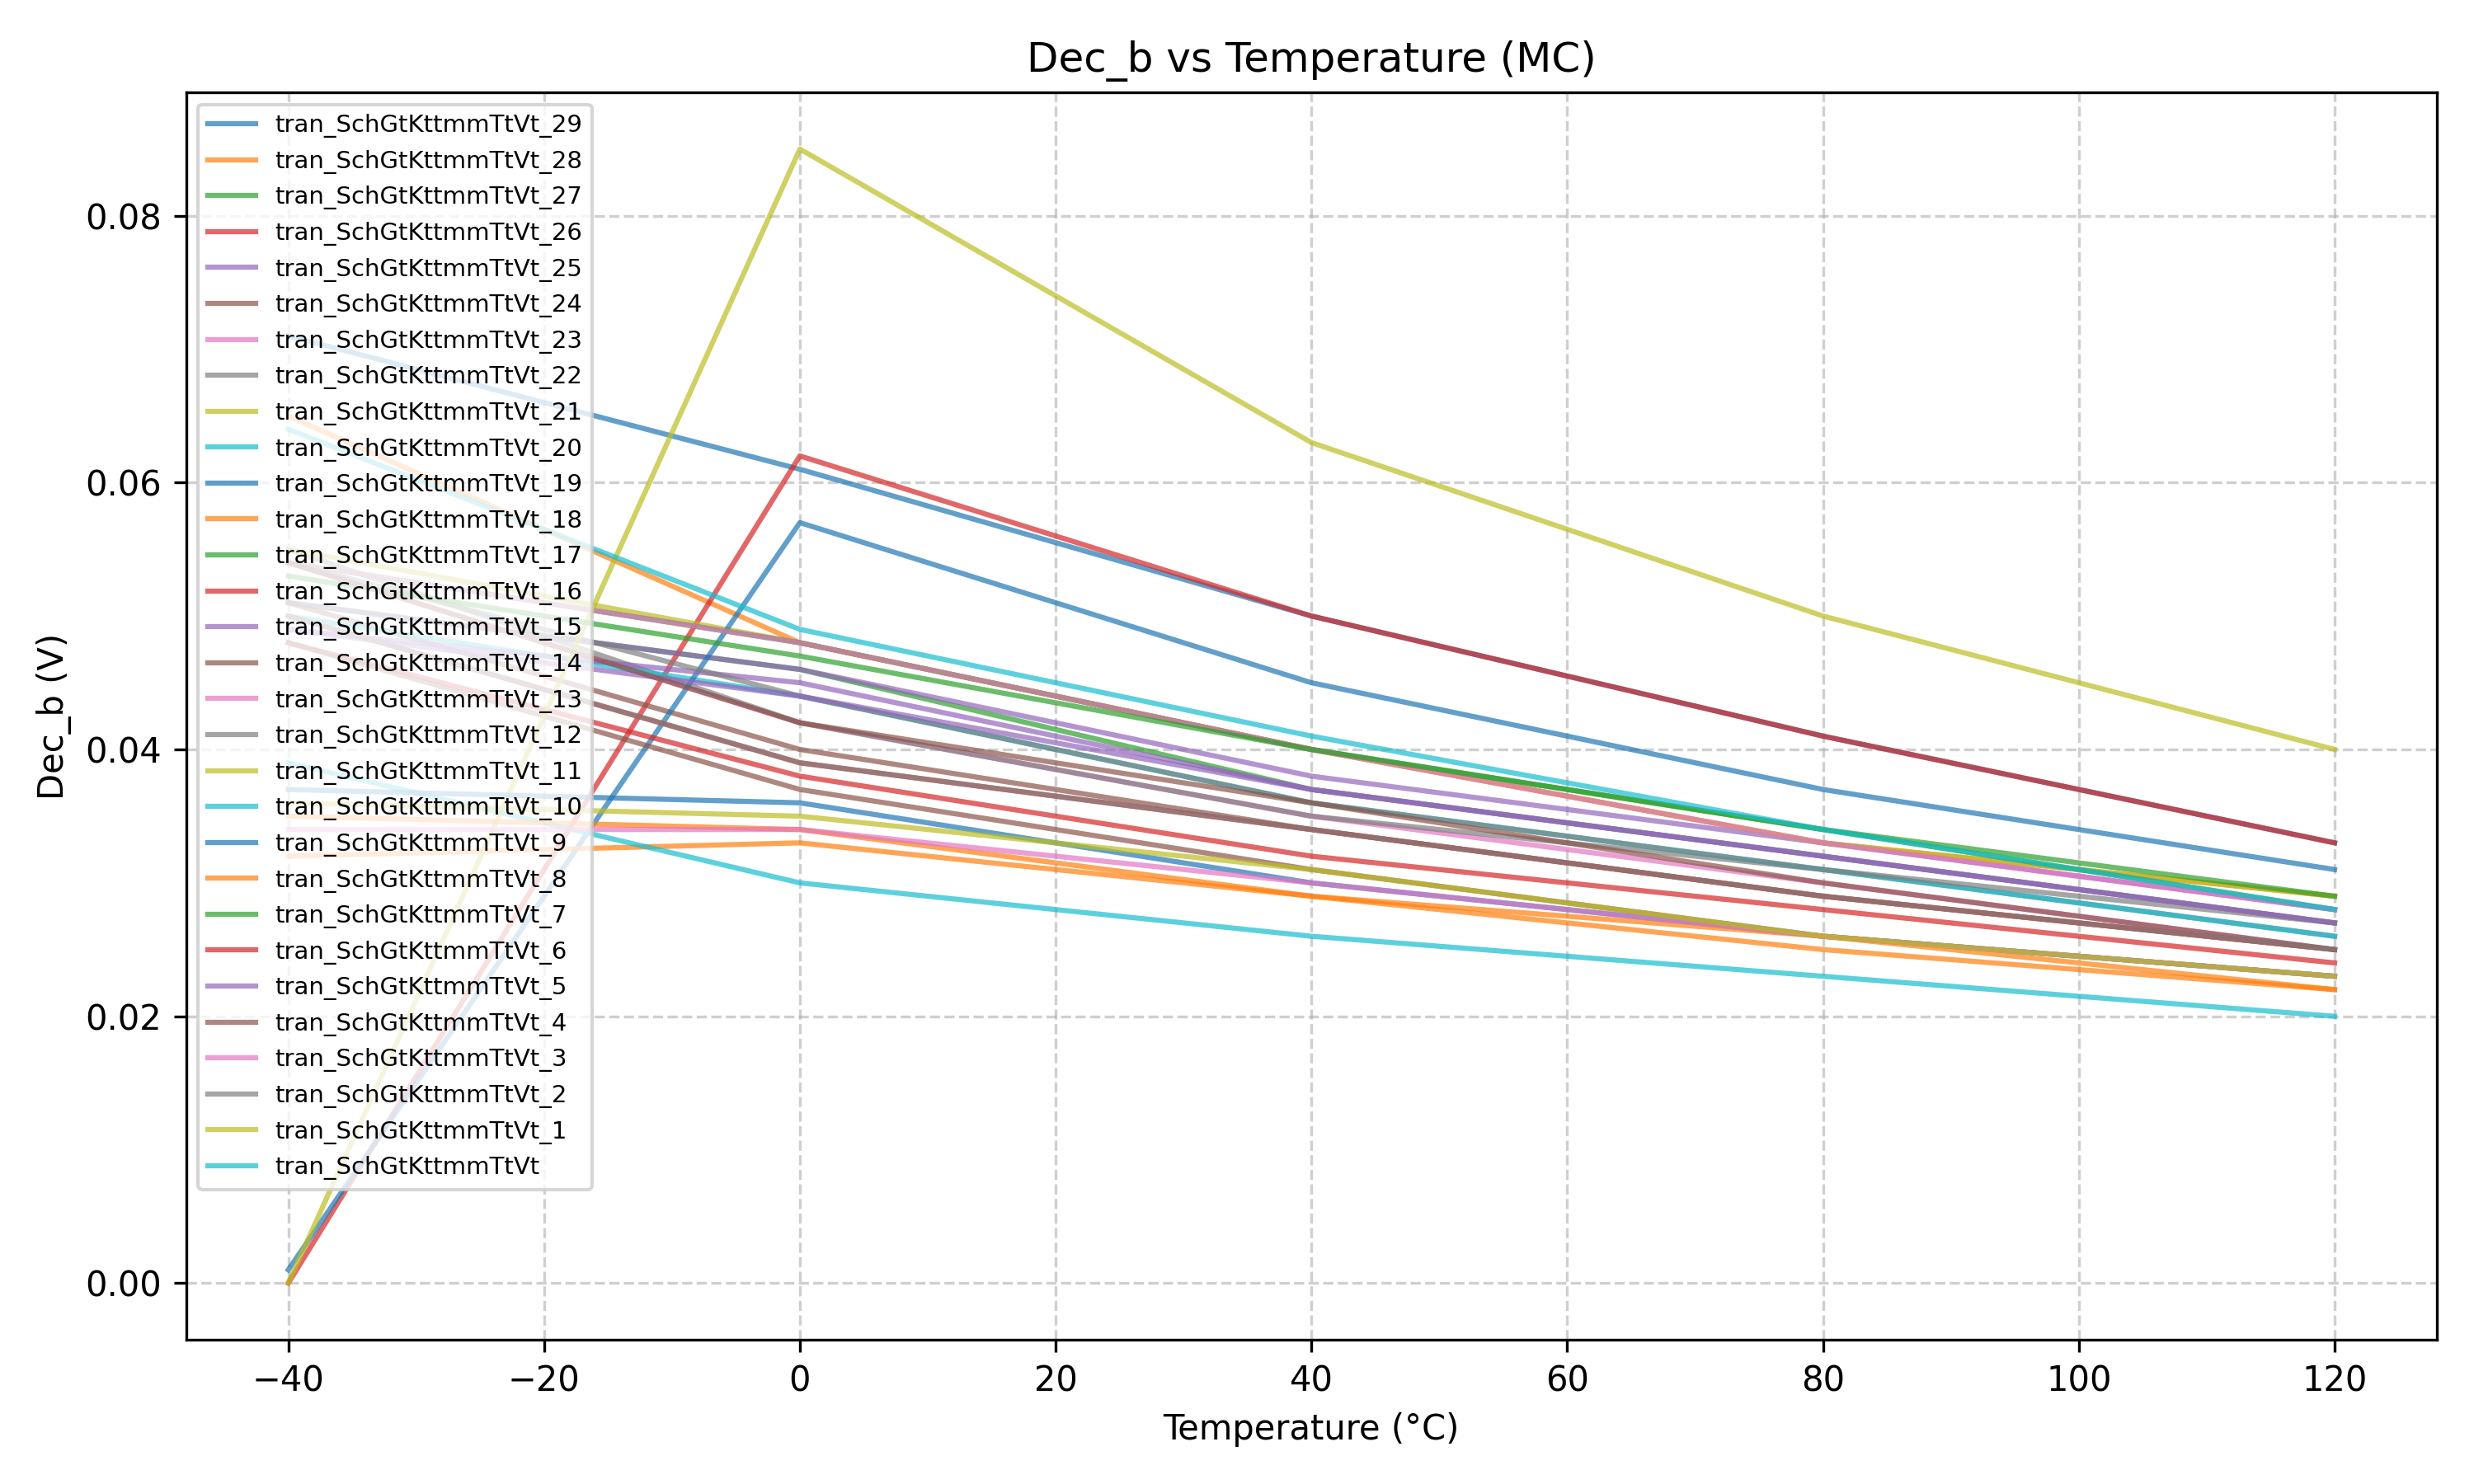 Dec_b vs Temperature (MC)
tran_SchGtKttmmTtVt_29
tran_SchGtKttmmTtVt_28
tran_SchGtKttmmTtVt_27
tran_SchGtKttmmTtVt_26
tran_SchGtKttmmTtVt_25
tran_SchGtKttmmTtVt_24
tran_SchGtKttmmTtVt_23
tran_SchGtKttmmTtVt_22
tran_SchGtKttmmTtVt_21
tran_SchGtKttmmTtVt_20
tran_SchGtKttmmTtVt_19
tran_SchGtKttmmTtVt_18
tran_SchGtKttmmTtVt_17
tran_SchGtKttmmTtVt_16
tran_SchGtKttmmTtVt_15
tran_SchGtKttmmTtVt_14
tran_SchGtKttmmTtVt_13
tran_SchGtKttmmTtVt_12
tran_SchGtKttmmTtVt_11
tran_SchGtKttmmTtVt_10
tran_SchGtKttmmTtVt_9
tran_SchGtKttmmTtVt_8
tran_SchGtKttmmTtVt_7
tran_SchGtKttmmTtVt_6
tran_SchGtKttmmTtVt_5
tran_SchGtKttmmTtVt_4
tran_SchGtKttmmTtVt_3
tran_SchGtKttmmTtVt_2
tran_SchGtKttmmTtVt_1
tran_SchGtKttmmTtVt
Dec_b (V)
0.08
0.06
0.04
0.02
0.00
−40 −20 0 20 40 60 80 100 120
Temperature (°C)